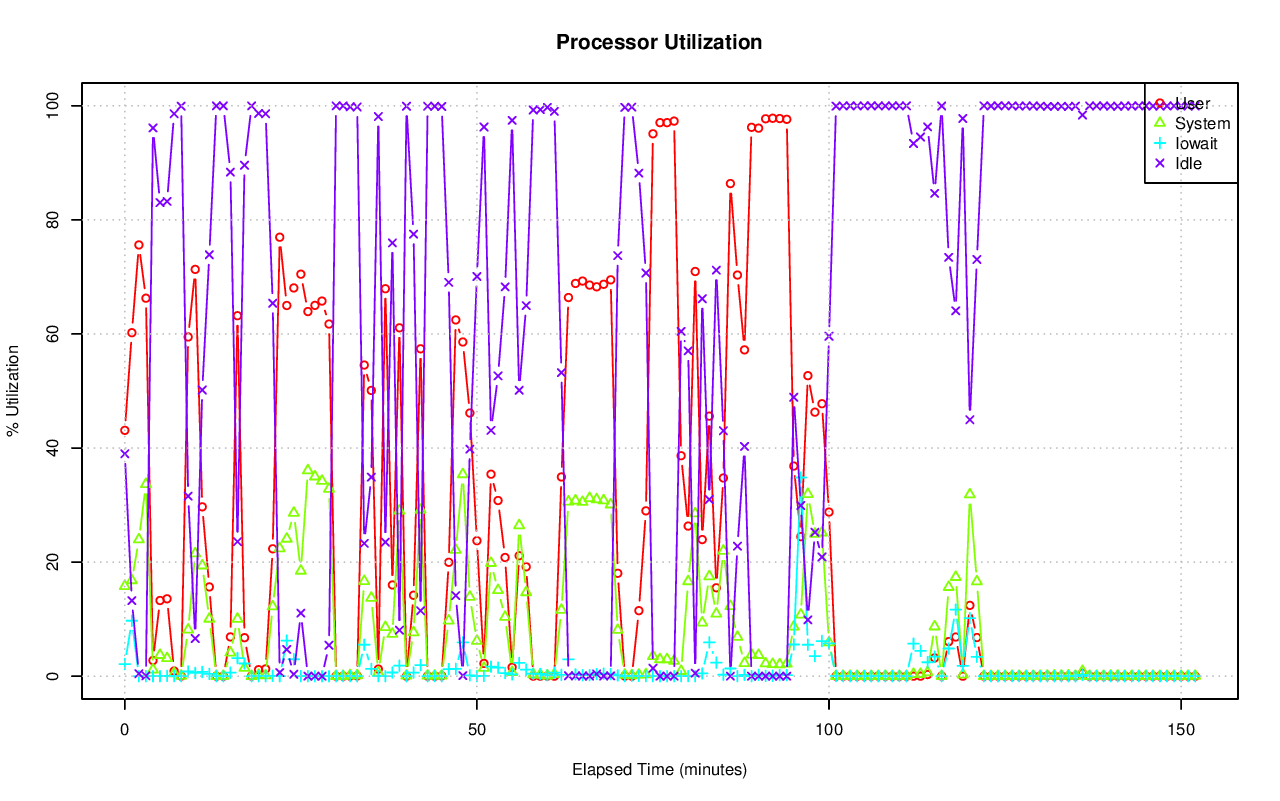 Processor Utilization
% Utilization
100
80
60
40
20
0
User
System
Iowait
Idle
0 50 100 150
Elapsed Time (minutes)